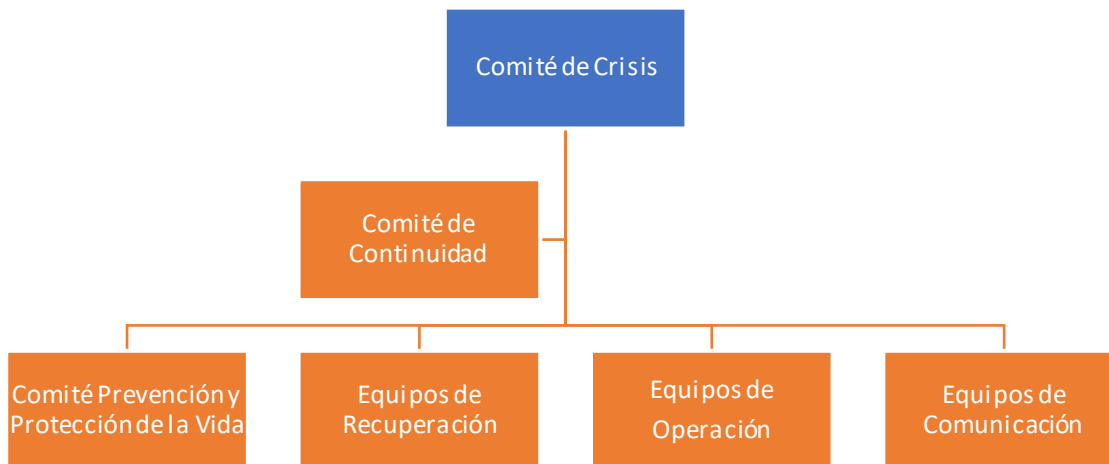 Comité de Crisis
Comité de
Continuidad
Comité Prevención y
Protección de la Vida
Equipos de
Recuperación
Equipos de
Operación
Equipos de
Comunicación